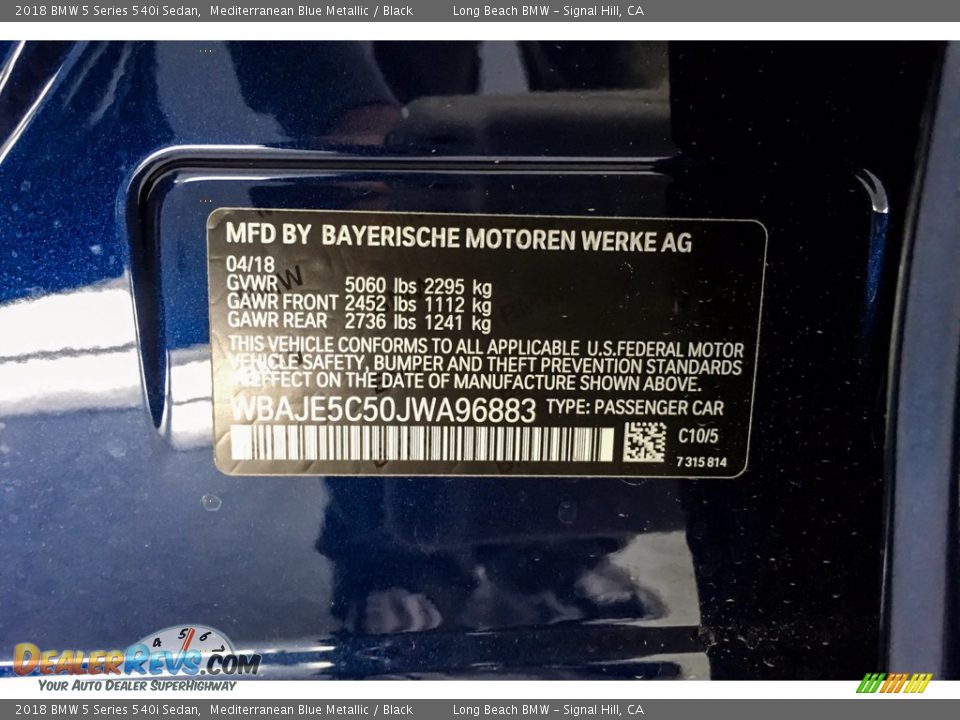 2018 BMW 5 Series 540i Sedan, Mediterranean Blue Metallic / Black Long Beach BMW – Signal Hill, CA
MFD BY BAYERISCHE MOTOREN WERKE AG
04/18
GVWR 5060 lbs 2295 kg
GAWR FRONT 2452 lbs 1112 kg
GAWR REAR 2736 lbs 1241 kg
THIS VEHICLE CONFORMS TO ALL APPLICABLE U.S.FEDERAL MOTOR
VEHICLE SAFETY, BUMPER AND THEFT PREVENTION STANDARDS
IN EFFECT ON THE DATE OF MANUFACTURE SHOWN ABOVE.
WBAJE5C50JWA96883 TYPE: PASSENGER CAR
C10/5
7 315 814
4 5 6
DEALERREVS.COM
YOUR AUTO DEALER SUPERHIGHWAY
2018 BMW 5 Series 540i Sedan, Mediterranean Blue Metallic / Black Long Beach BMW – Signal Hill, CA